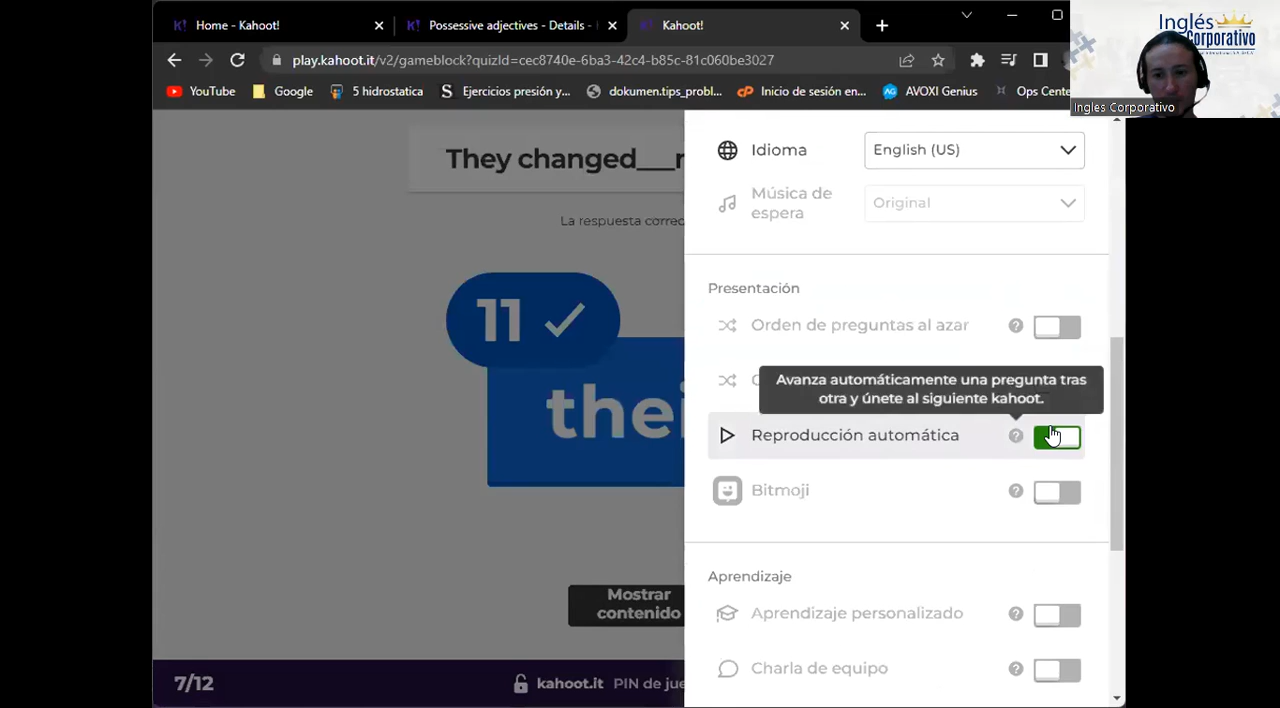 Home - Kahoot!
Possessive adjectives - Details -
Kahoot!
Inglés
Corporativo
play.kahoot.it/v2/gameblock?quizId=cesd740e-6ba3-42c4-b85c-81c060be3027
YouTube
Google
5 hidrostatica
Ejercicios presión y...
dokumen.tips_probl...
Inicio de sesión en...
AVOXI Genius
Ops Cente
Ingles Corporativo
They changed___
Idioma
English (US)
Música de
espera
Original
La respuesta correc
11
thei
Presentación
Orden de preguntas al azar
Avanza automáticamente una pregunta tras
otra y únete al siguiente kahoot.
Reproducción automática
Bitmoji
Aprendizaje
Mostrar
contenido
Aprendizaje personalizado
Charla de equipo
7/12
kahoot.it PIN de jue